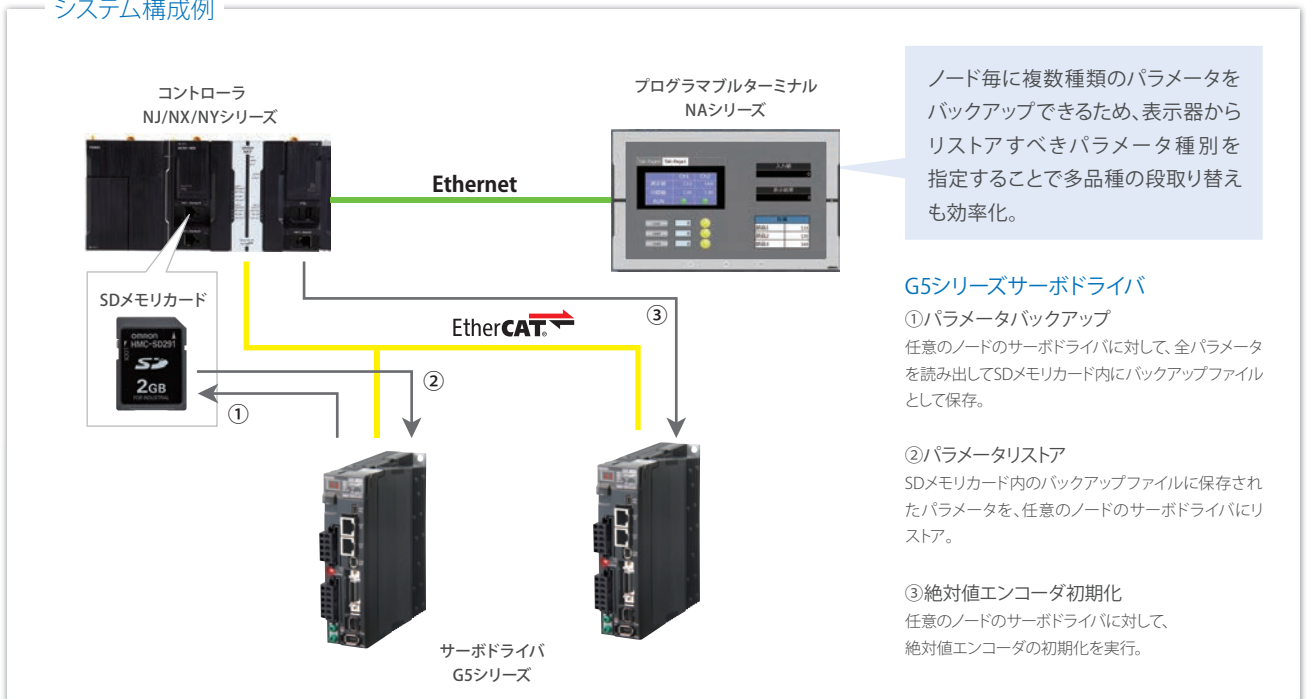 システム構成例
コントローラ
NJ/NX/NYシリーズ
プログラマブルターミナル
NAシリーズ
Ethernet
ノード毎に複数種類のパラメータを
バックアップできるため、表示器から
リストアすべきパラメータ種別を
指定することで多品種の段取り替え
も効率化。
SDメモリカード
OMRON
HMC-SD291
SD
2GB
FOR INDUSTRIAL
EtherCAT®
①
②
③
サーボドライバ
G5シリーズ
G5シリーズサーボドライバ
①パラメータバックアップ
任意のノードのサーボドライバに対して、全パラメータ
を読み出してSDメモリカード内にバックアップファイル
として保存。
②パラメータリストア
SDメモリカード内のバックアップファイルに保存され
たパラメータを、任意のノードのサーボドライバにリ
ストア。
③絶対値エンコーダ初期化
任意のノードのサーボドライバに対して、
絶対値エンコーダの初期化を実行。